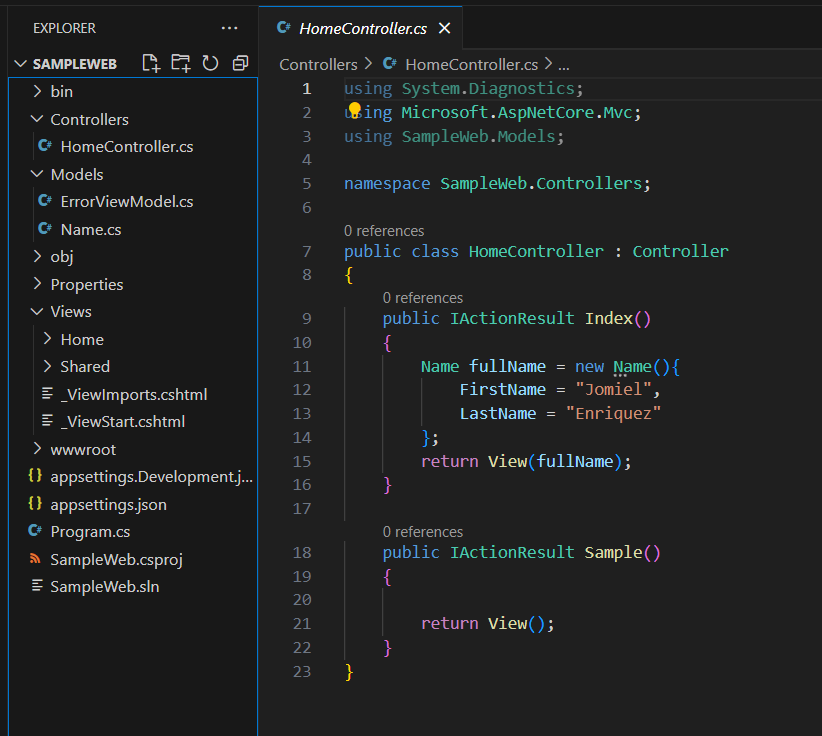 EXPLORER
SAMPLEWEB
bin
Controllers
HomeController.cs
Models
ErrorViewModel.cs
Name.cs
obj
Properties
Views
Home
Shared
_ViewImports.cshtml
_ViewStart.cshtml
wwwroot
{} appsettings.Development.j...
{} appsettings.json
C# Program.cs
SampleWeb.csproj
SampleWeb.sln
C# HomeController.cs
Controllers > C# HomeController.cs > ...
1 using System.Diagnostics;
2 using Microsoft.AspNetCore.Mvc;
3 using SampleWeb.Models;
4
5 namespace SampleWeb.Controllers;
6
0 references
7 public class HomeController : Controller
8 {
0 references
9 public IActionResult Index()
10 {
11 Name fullName = new Name(){
12 FirstName = "Jomiel",
13 LastName = "Enriquez"
14 };
15 return View(fullName);
16 }
17
0 references
18 public IActionResult Sample()
19 {
20
21 return View();
22 }
23 }